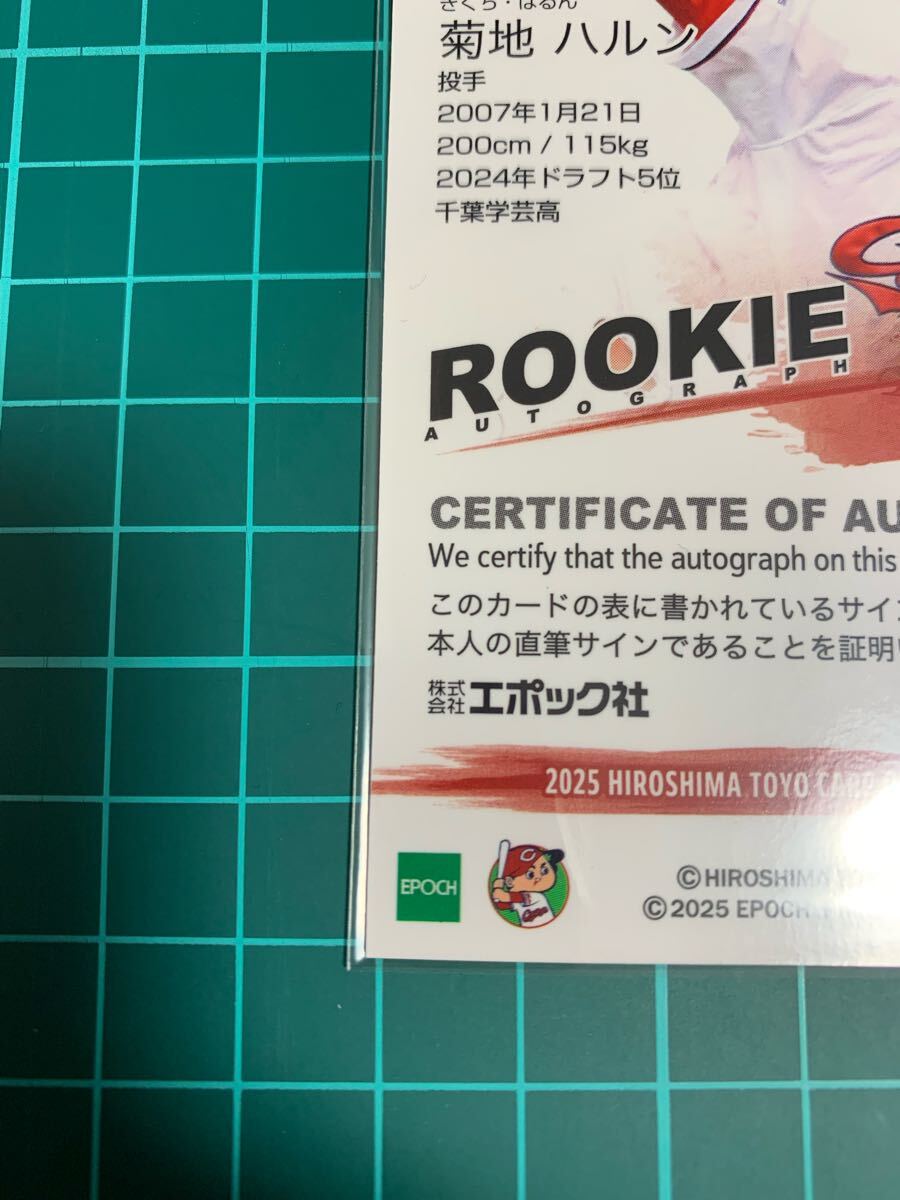 きくち・はるん
菊地 ハルン
投手
2007年1月21日
200cm / 115kg
2024年ドラフト5位
千葉学芸高
ROOKIE
AUTOGRAPH
CERTIFICATE OF AU
We certify that the autograph on this
このカードの表に書かれているサイン
本人の直筆サインであることを証明
株式会社 エポック社
2025 HIROSHIMA TOYO CARP
EPOCH
©HIROSHIMA
©2025 EPOCH